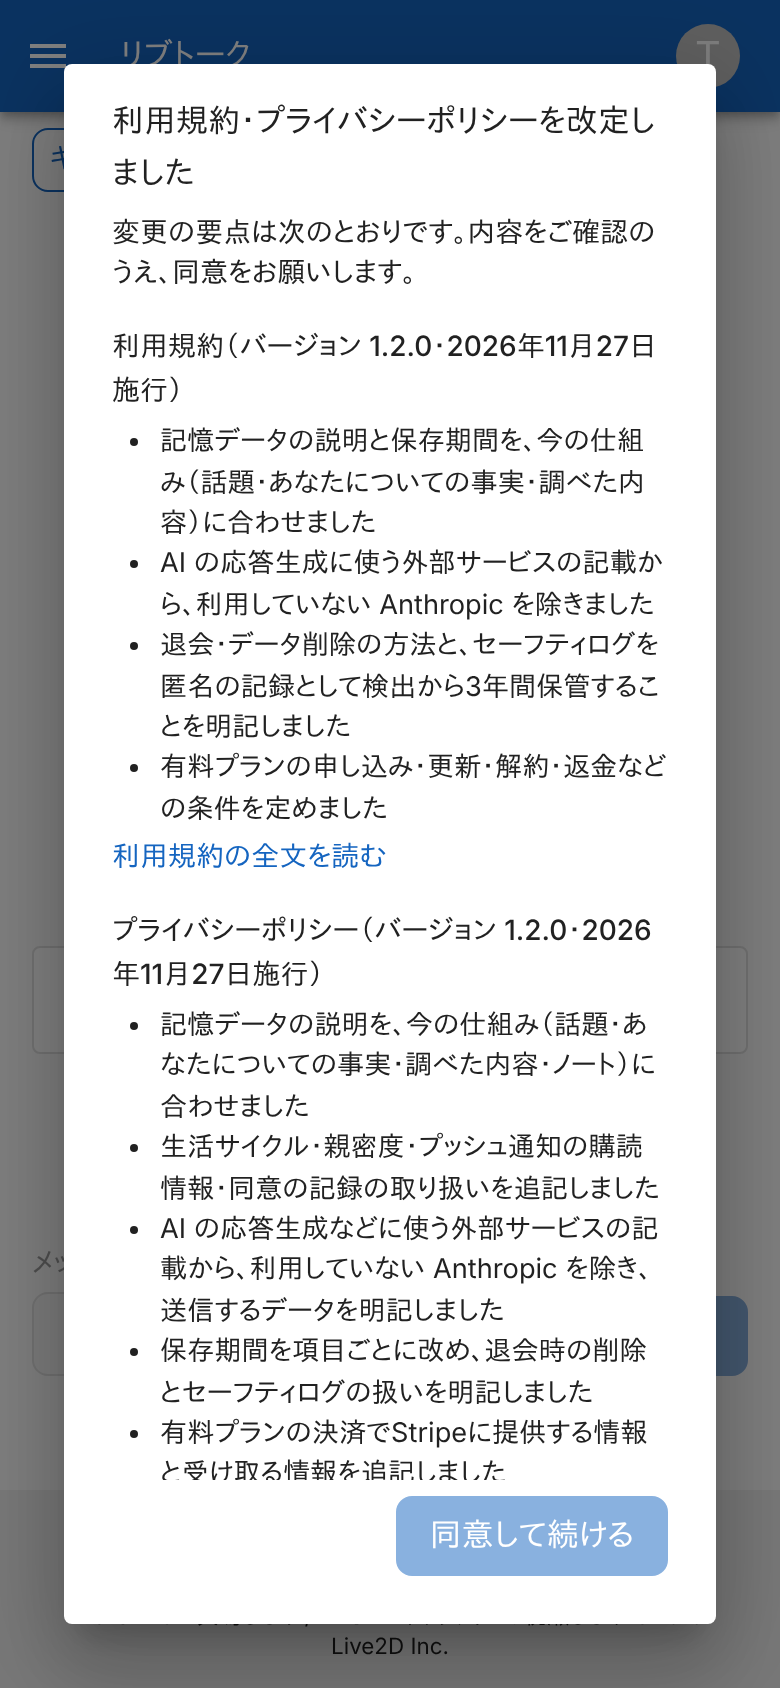 リブトーク
T
利用規約・プライバシーポリシーを改定し
ました
変更の要点は次のとおりです。内容をご確認の
うえ、同意をお願いします。
利用規約(バージョン 1.2.0・2026年11月27日
施行)
• 記憶データの説明と保存期間を、今の仕組
み(話題・あなたについての事実・調べた内
容)に合わせました
• AI の応答生成に使う外部サービスの記載か
ら、利用していない Anthropic を除きました
• 退会・データ削除の方法と、セーフティログを
匿名の記録として検出から3年間保管するこ
とを明記しました
• 有料プランの申し込み・更新・解約・返金など
の条件を定めました
利用規約の全文を読む
プライバシーポリシー(バージョン 1.2.0・2026
年11月27日施行)
• 記憶データの説明を、今の仕組み(話題・あ
なたについての事実・調べた内容・ノート)に
合わせました
• 生活サイクル・親密度・プッシュ通知の購読
情報・同意の記録の取り扱いを追記しました
• AI の応答生成などに使う外部サービスの記
載から、利用していない Anthropic を除き、
送信するデータを明記しました
メッ
• 保存期間を項目ごとに改め、退会時の削除
とセーフティログの扱いを明記しました
• 有料プランの決済でStripeに提供する情報
と受け取る情報を追記しました
同意して続ける
Live2D Inc.